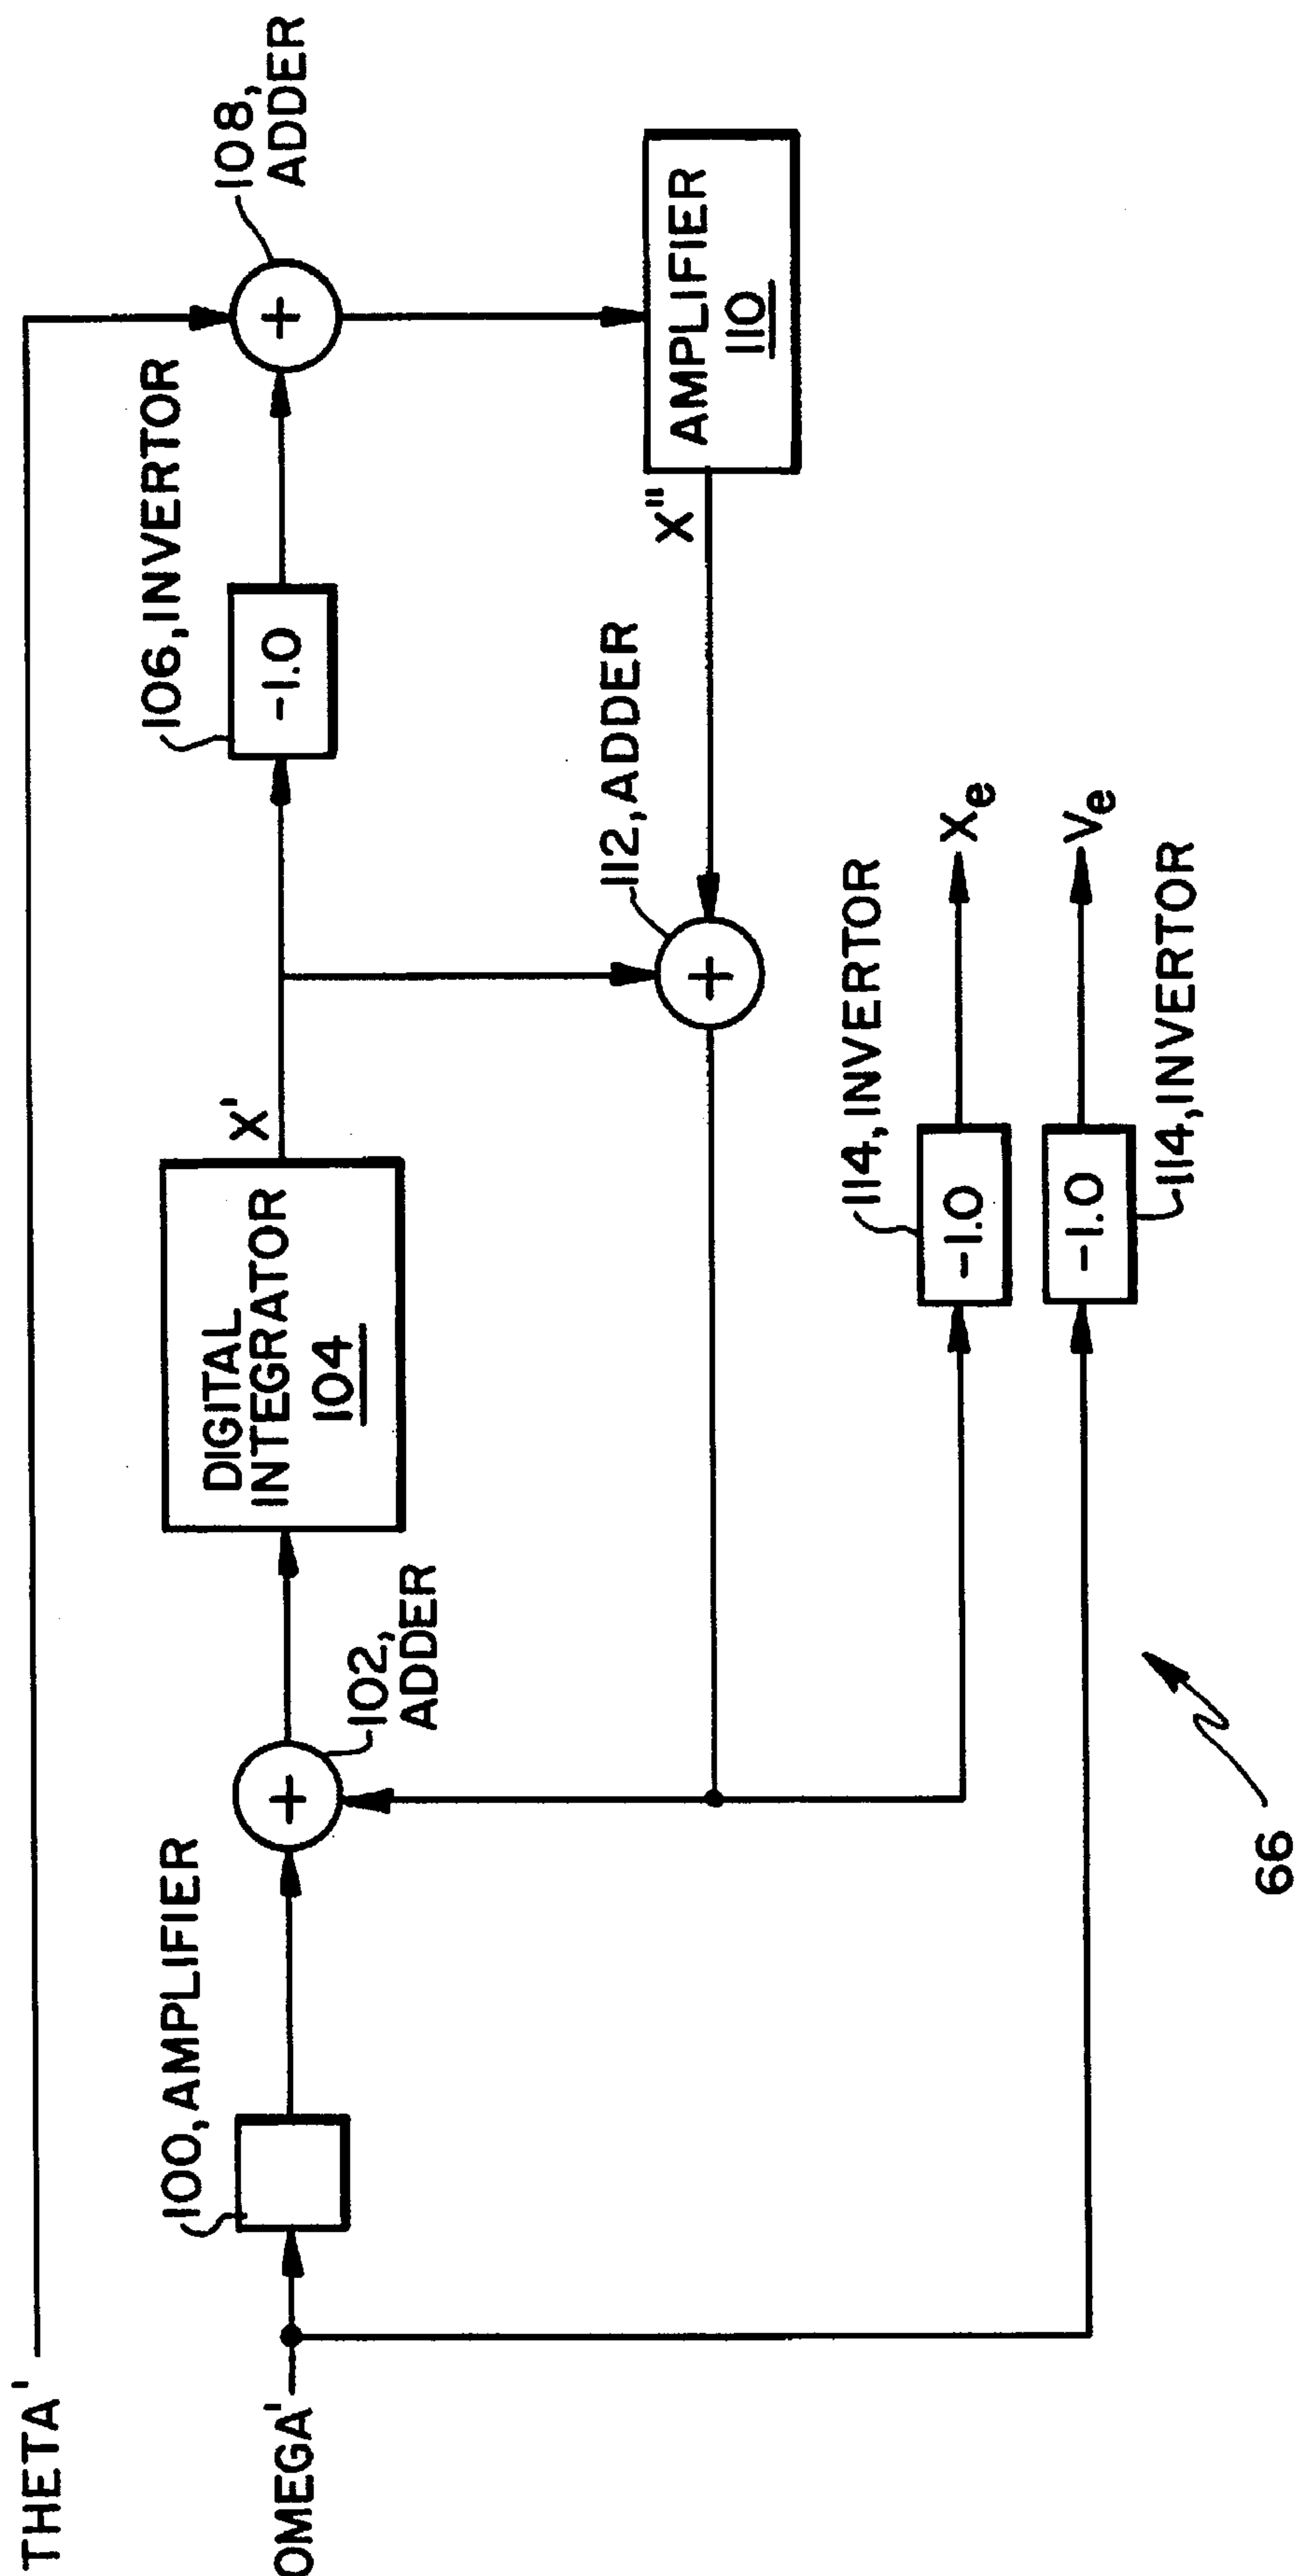 THETA'
OMEGA'
100, AMPLIFIER
102,
ADDER
DIGITAL
INTEGRATOR
104
X'
106, INVERTOR
-1.0
108,
ADDER
+
+
AMPLIFIER
110
X"
112, ADDER
+
114, INVERTOR
-1.0
Xe
-1.0
Ve
114, INVERTOR
66